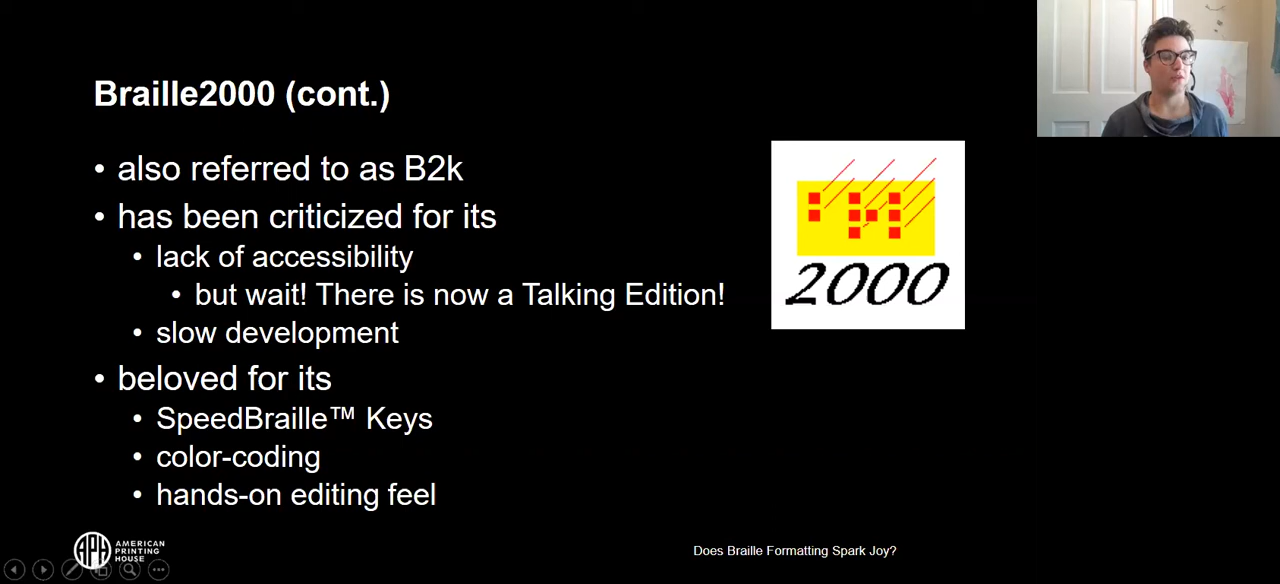 Braille2000 (cont.)
• also referred to as B2k
• has been criticized for its
• lack of accessibility
• but wait! There is now a Talking Edition!
• slow development
• beloved for its
• SpeedBraille™ Keys
• color-coding
• hands-on editing feel
2000
APH
AMERICAN
PRINTING
HOUSE
Does Braille Formatting Spark Joy?